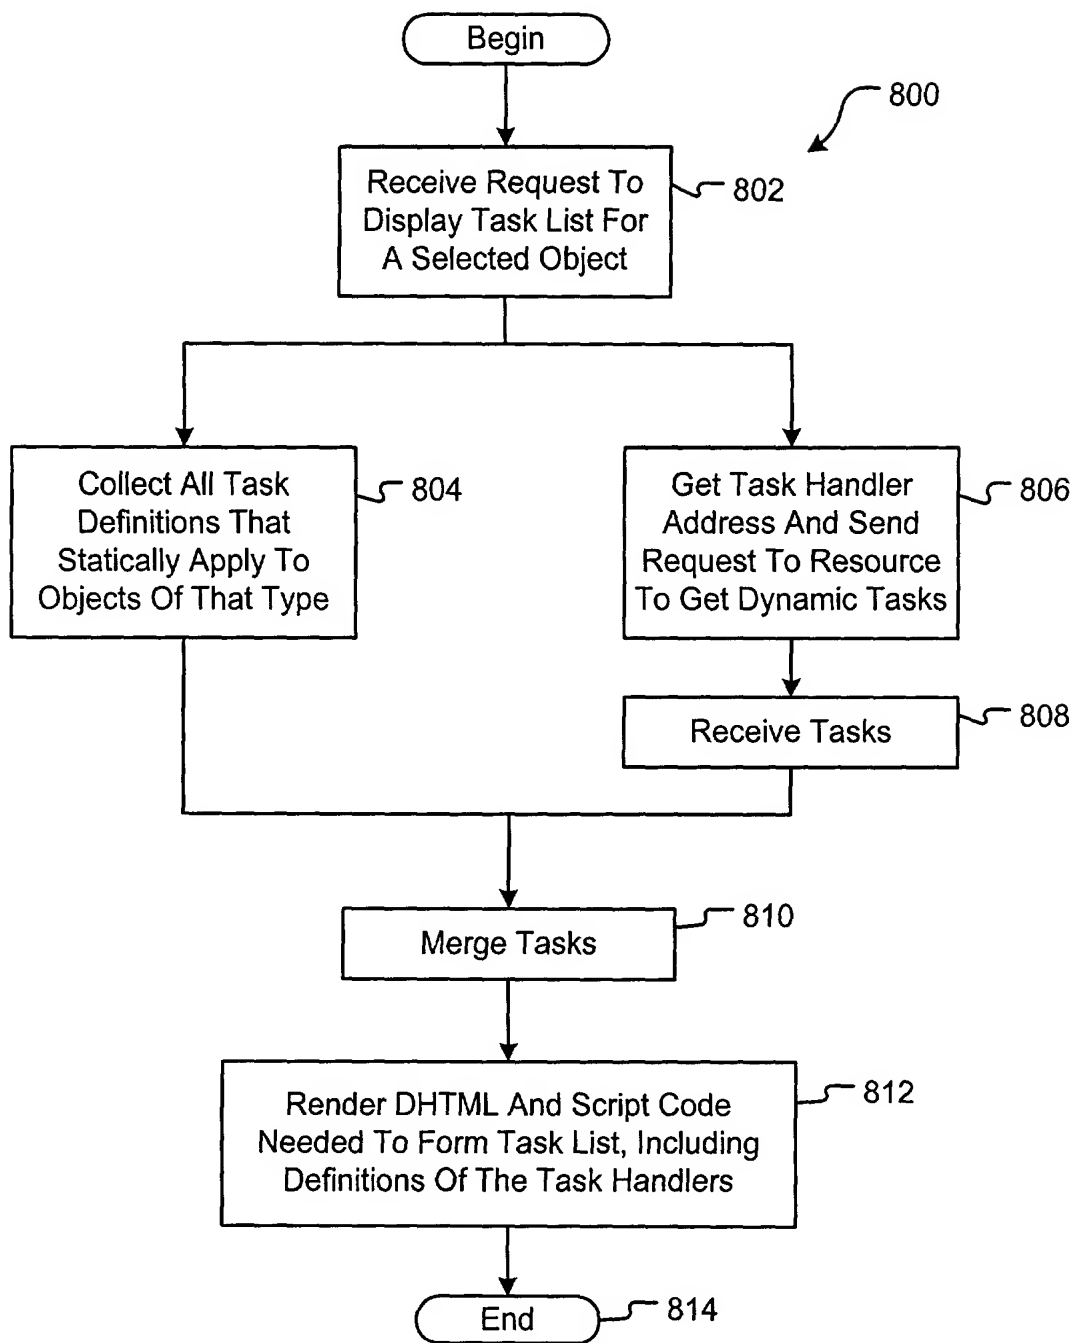 Begin
800
Receive Request To
Display Task List For
A Selected Object
802
Collect All Task
Definitions That
Statically Apply To
Objects Of That Type
804
Get Task Handler
Address And Send
Request To Resource
To Get Dynamic Tasks
806
Receive Tasks
808
Merge Tasks
810
Render DHTML And Script Code
Needed To Form Task List, Including
Definitions Of The Task Handlers
812
End
814